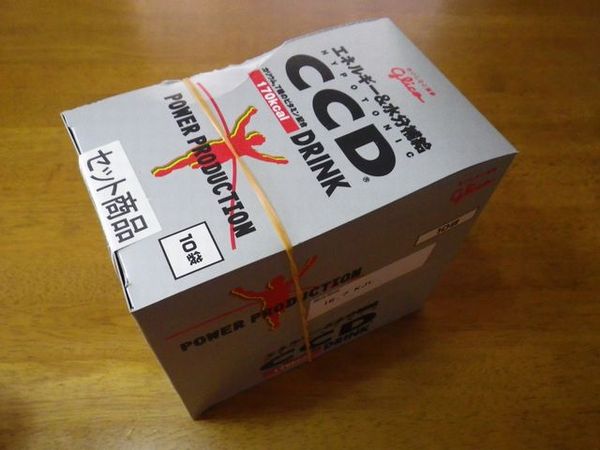 glico
エネルギー&水分補給
HYPOTONIC
CCD®
DRINK
170kcal
POWER PRODUCTION
セット商品
10袋
glico
10袋
POWER PRODUCTION
CCD
DRINK